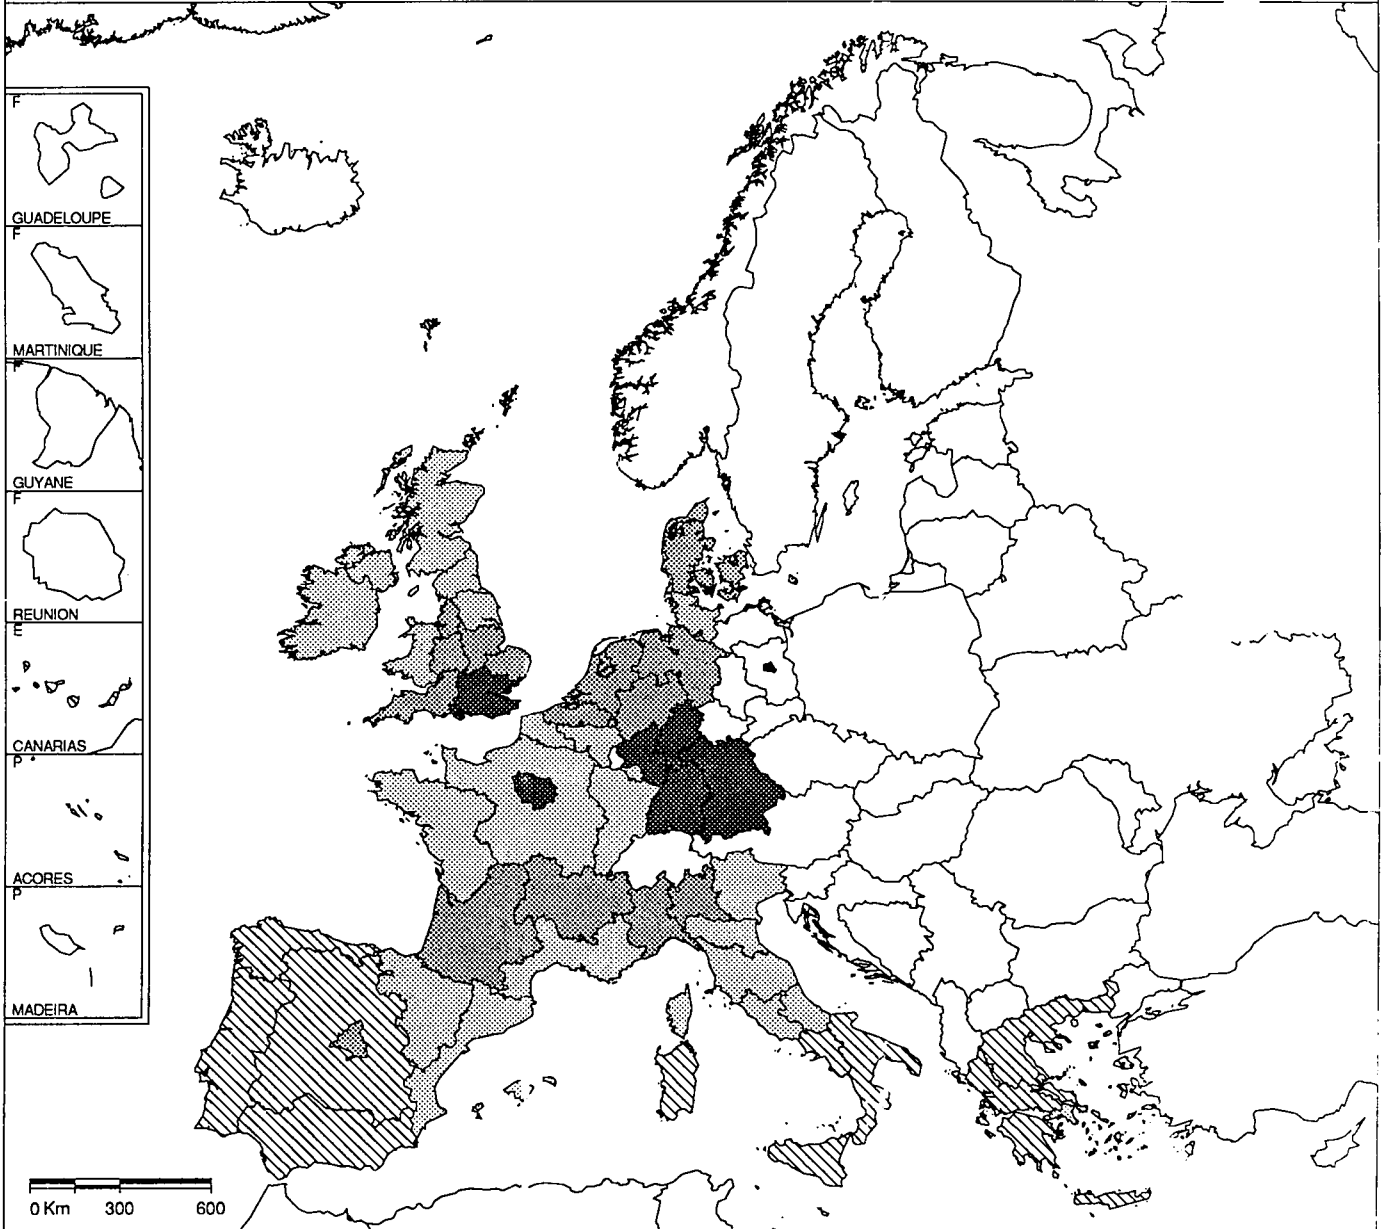 F
GUADELOUPE
F
MARTINIQUE
F
GUYANE
F
REUNION
E
CANARIAS
P
ACORES
P
MADEIRA
0 Km 300 600